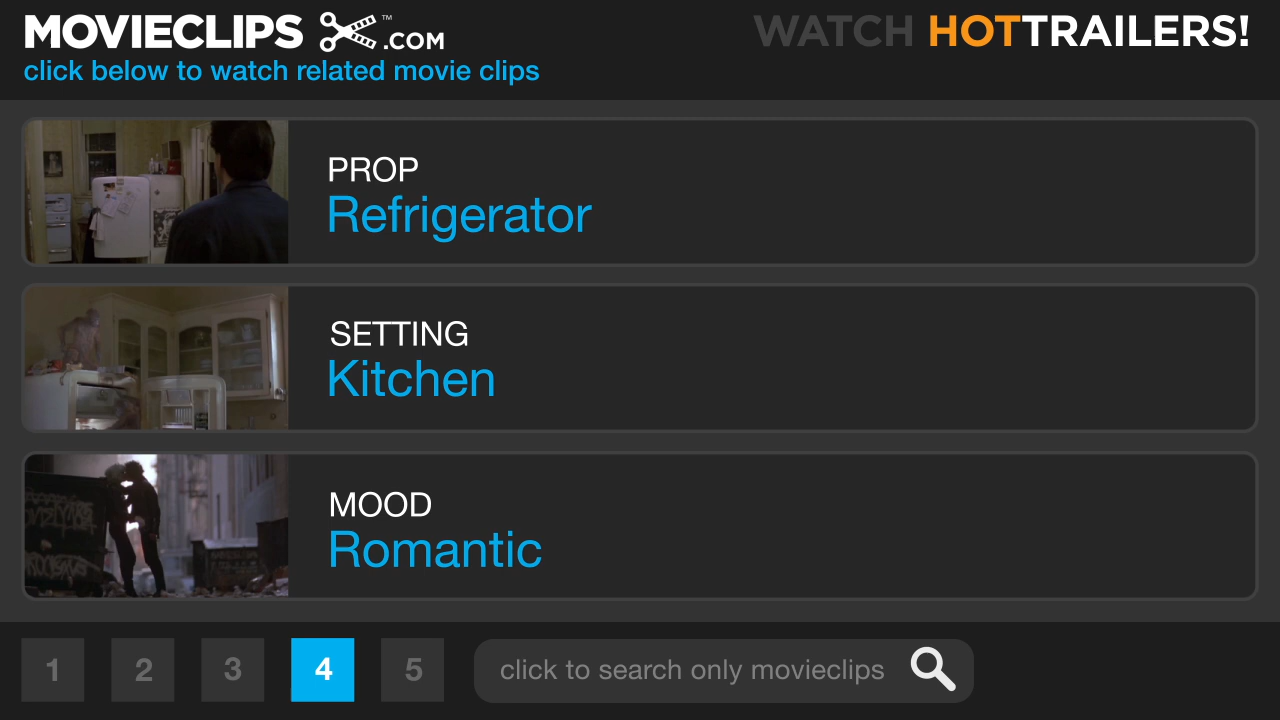 MOVIECLIPS ™ .COM
WATCH HOTTRAILERS!
click below to watch related movie clips
PROP
Refrigerator
SETTING
Kitchen
MOOD
Romantic
1 2 3 4 5
click to search only movieclips